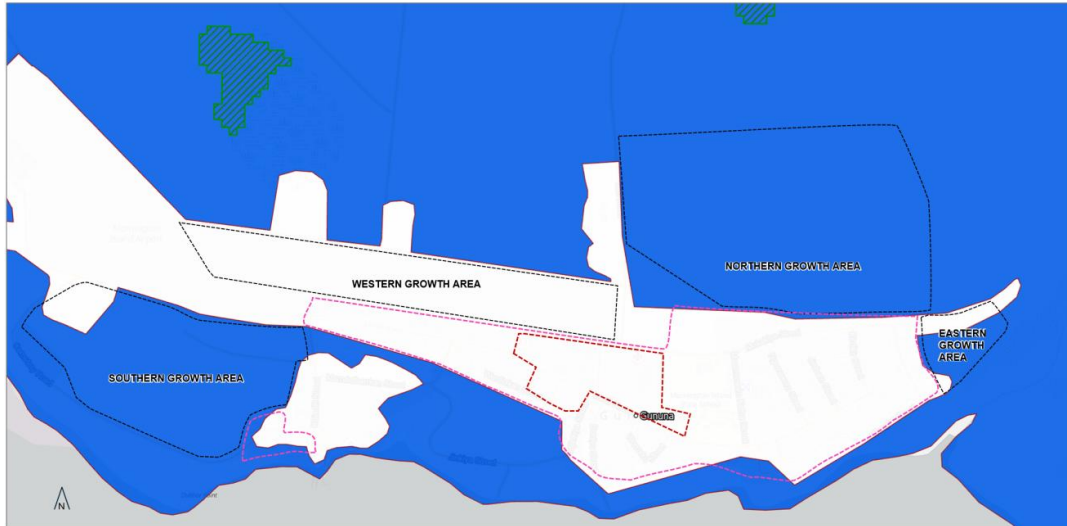 NORTHERN GROWTH AREA
WESTERN GROWTH AREA
EASTERN
GROWTH
AREA
SOUTHERN GROWTH AREA
Gununa
N